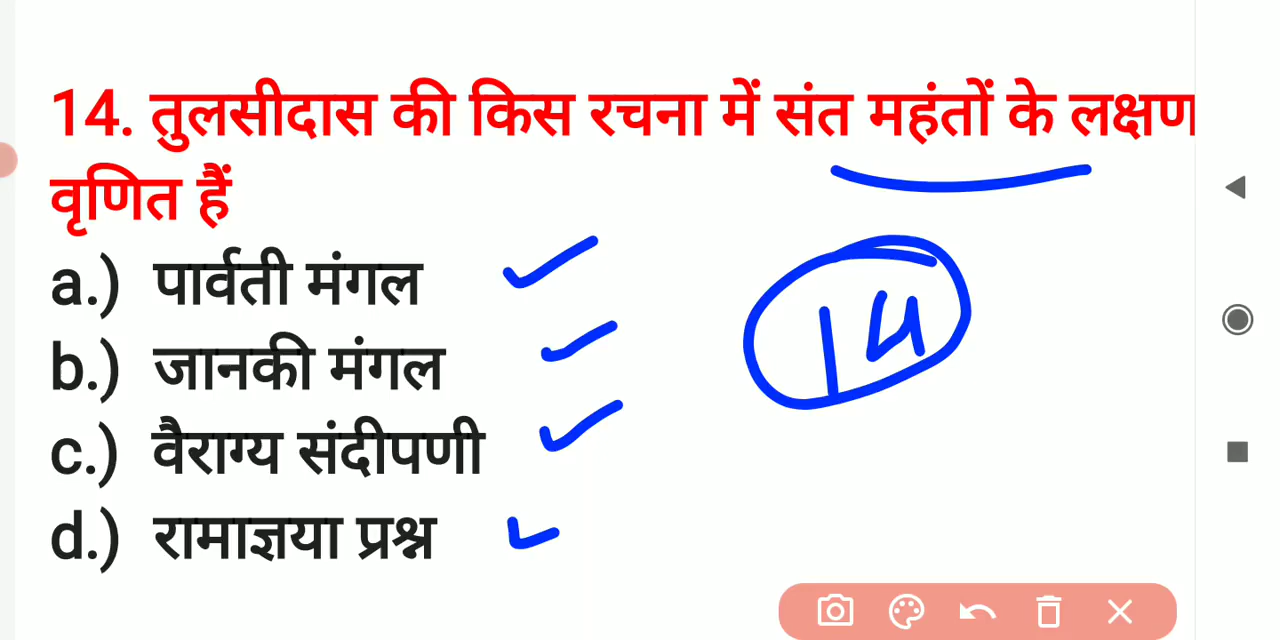 14. तुलसीदास की किस रचना में संत महंतों के लक्षण
वृणित हैं
a.) पार्वती मंगल
b.) जानकी मंगल
c.) वैराग्य संदीपणी
d.) रामाज्ञया प्रश्न
14